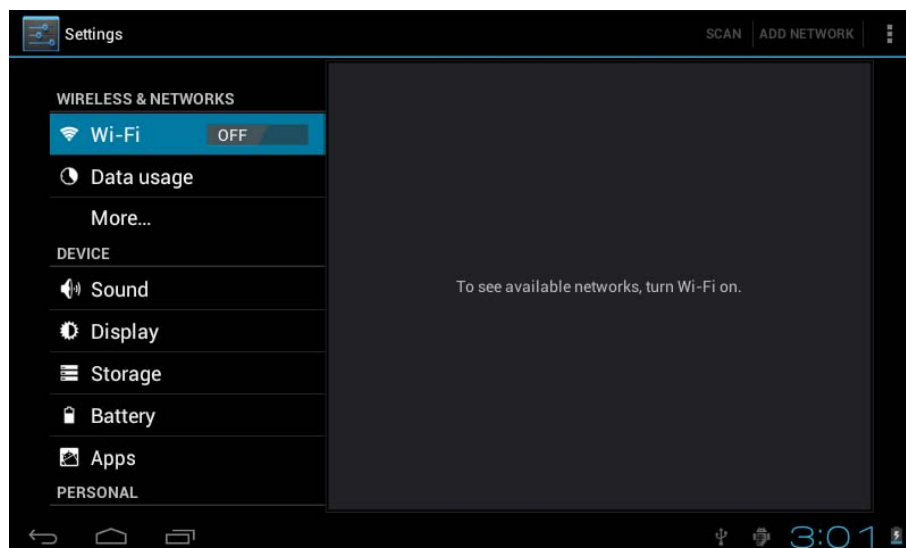 Settings
SCAN ADD NETWORK
WIRELESS & NETWORKS
Wi-Fi OFF
Data usage
More...
DEVICE
Sound
To see available networks, turn Wi-Fi on.
Display
Storage
Battery
Apps
PERSONAL
3:01